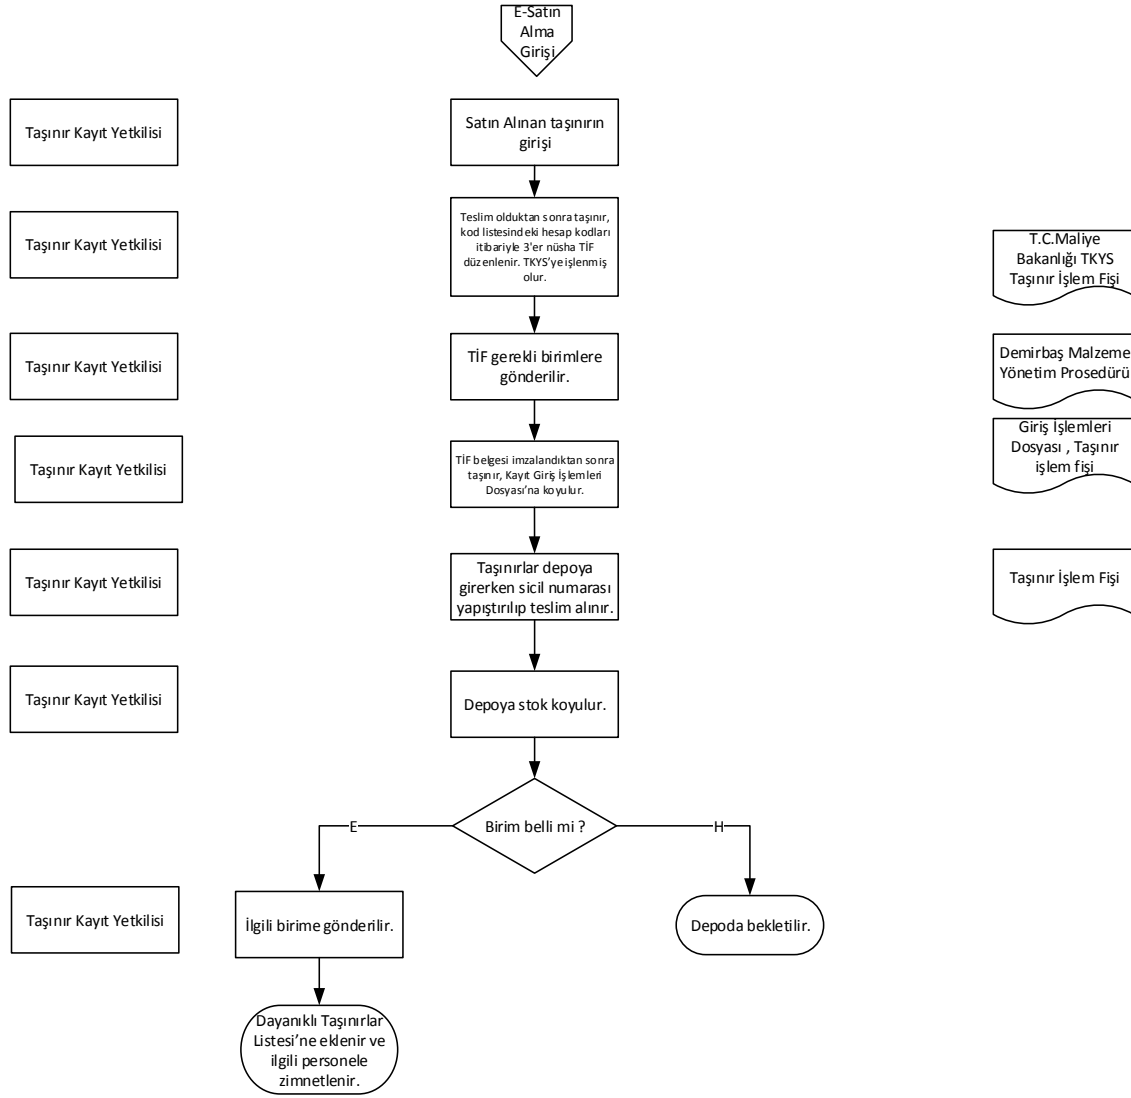 E-Satın
Alma
Girişi
Taşınır Kayıt Yetkilisi
Satın Alınan taşınırın
girişi
Taşınır Kayıt Yetkilisi
Teslim olduktan sonra taşınır,
kod listesindeki hesap kodları
itibariyle 3'er nüsha TİF
düzenlenir. TKYS'ye işlenmiş
olur.
T.C.Maliye
Bakanlığı TKYS
Taşınır İşlem Fişi
Taşınır Kayıt Yetkilisi
TİF gerekli birimlere
gönderilir.
Demirbaş Malzeme
Yönetim Prosedürü
Taşınır Kayıt Yetkilisi
TİF belgesi imzalandıktan sonra
taşınır, Kayıt Giriş İşlemleri
Dosyası'na koyulur.
Giriş İşlemleri
Dosyası , Taşınır
işlem fişi
Taşınır Kayıt Yetkilisi
Taşınırlar depoya
girerken sicil numarası
yapıştırılıp teslim alınır.
Taşınır İşlem Fişi
Taşınır Kayıt Yetkilisi
Depoya stok koyulur.
Birim belli mi ?
E
H
Taşınır Kayıt Yetkilisi
İlgili birime gönderilir.
Depoda bekletilir.
Dayanıklı Taşınırlar
Listesi'ne eklenir ve
ilgili personele
zimnetlenir.